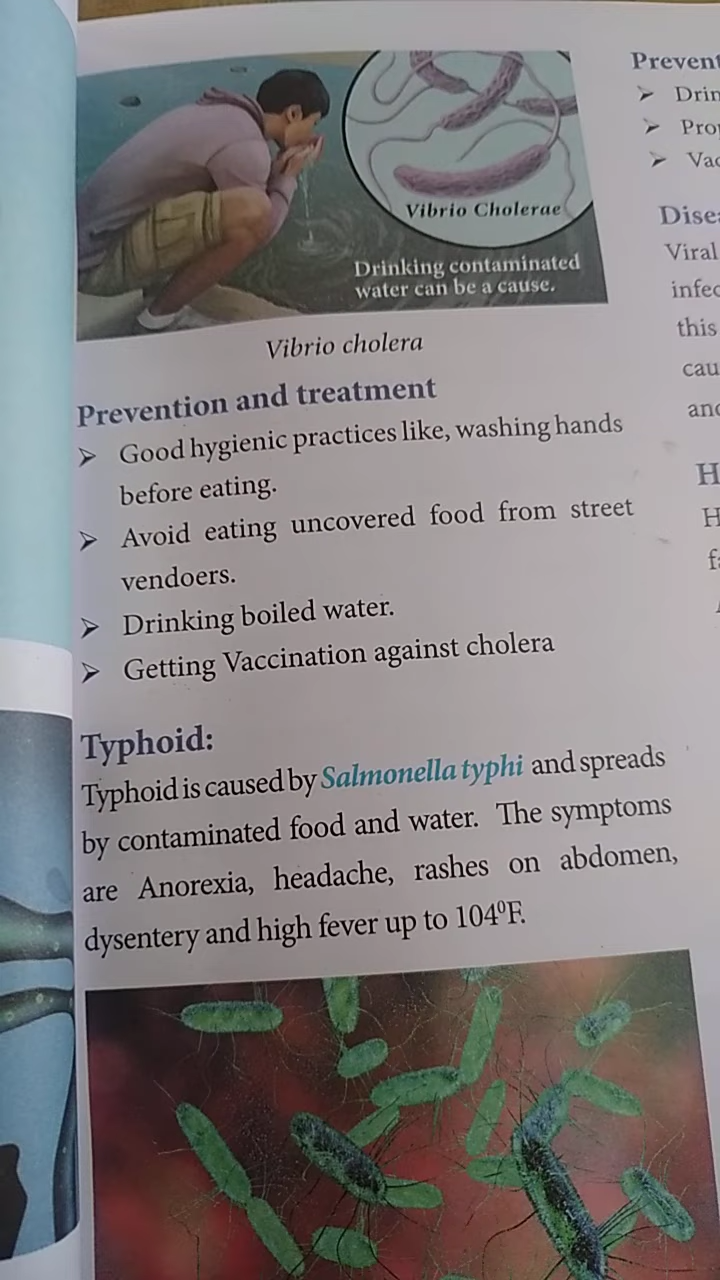 Vibrio Cholerae
Drinking contaminated
water can be a cause.
Vibrio cholera
Prevention and treatment
➤ Good hygienic practices like, washing hands
before eating.
➤ Avoid eating uncovered food from street
vendoers.
➤ Drinking boiled water.
➤ Getting Vaccination against cholera
Typhoid:
Typhoid is caused by Salmonella typhi and spreads
by contaminated food and water. The symptoms
are Anorexia, headache, rashes on abdomen,
dysentery and high fever up to 104⁰F.
Viral
this